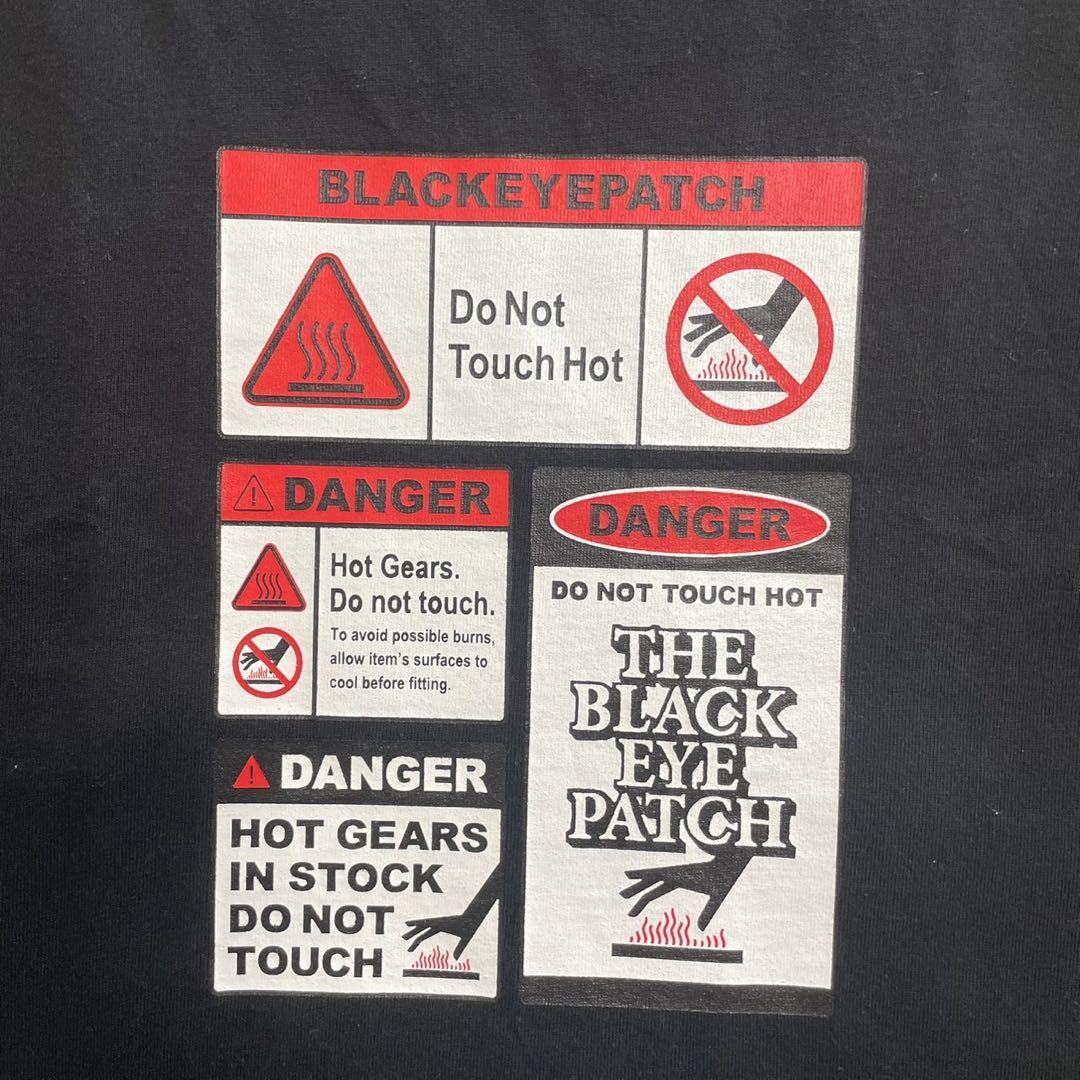 BLACKEYEPATCH
Do Not
Touch Hot
! DANGER
Hot Gears.
Do not touch.
To avoid possible burns,
allow item's surfaces to
cool before fitting.
! DANGER
HOT GEARS
IN STOCK
DO NOT
TOUCH
DANGER
DO NOT TOUCH HOT
THE
BLACK
EYE
PATCH